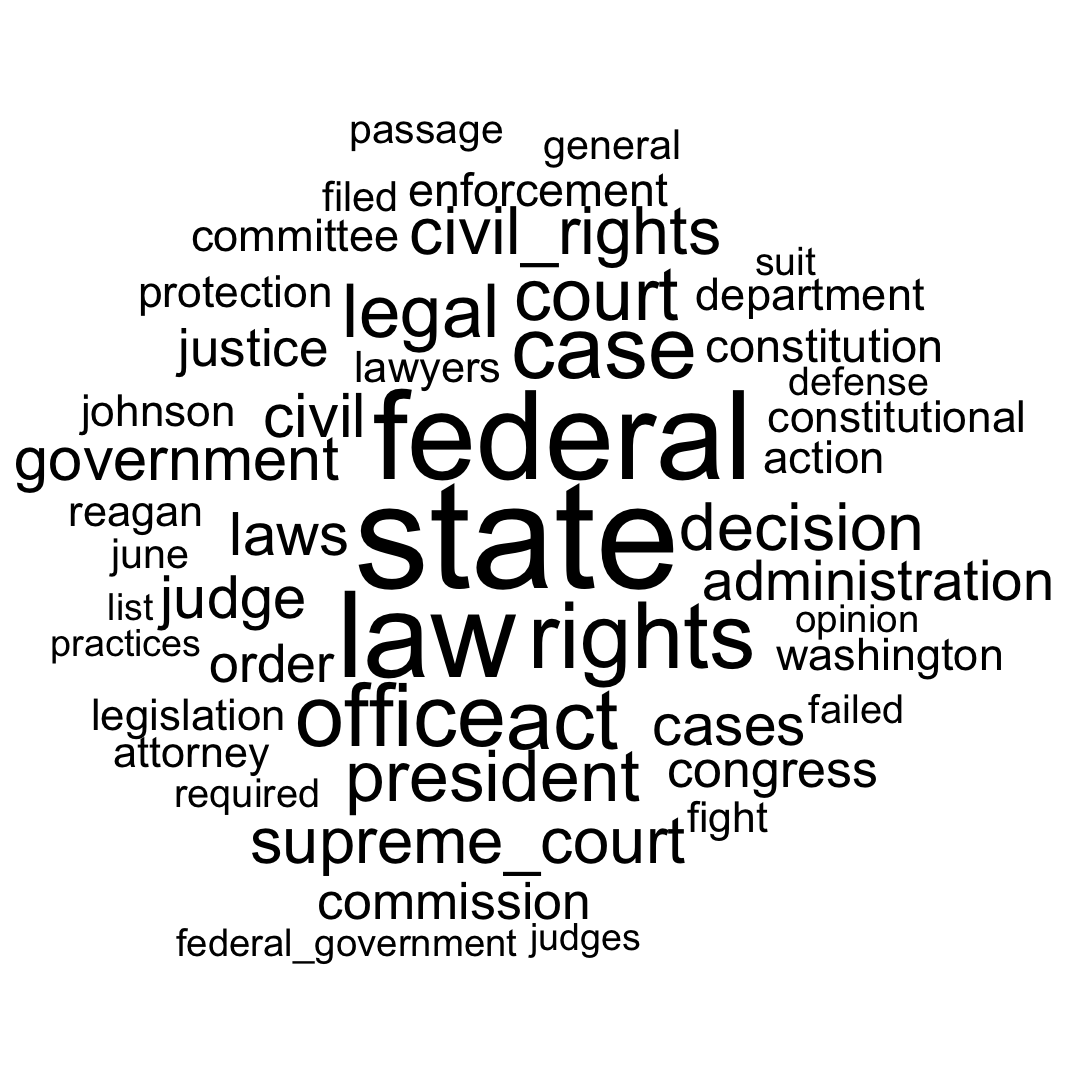 passage general
filed enforcement
committee civil_rights
suit
protection legal court department
justice lawyers case constitution
defense
johnson civil federal constitutional
government action
reagan laws state decision
june administration
list judge law rights opinion
practices order washington
legislation office act cases failed
attorney president congress
required
supreme_court fight
commission
federal_government judges